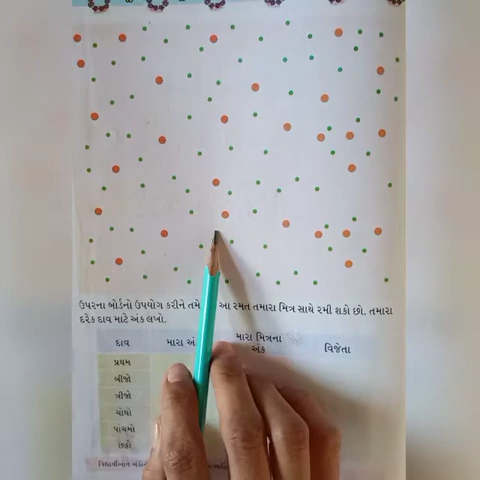 ઉપરના બોર્ડનો ઉપયોગ કરીને તમે આ રમત તમારા મિત્ર સાથે રમી શકો છો. તમારા
દરેક દાવ માટે અંક લખો.
દાવ મારા મારા મિત્રના અંક વિજેતા
પ્રથમ
બીજો
ત્રીજો
ચોથો
પાંચમો
છઠ્ઠો